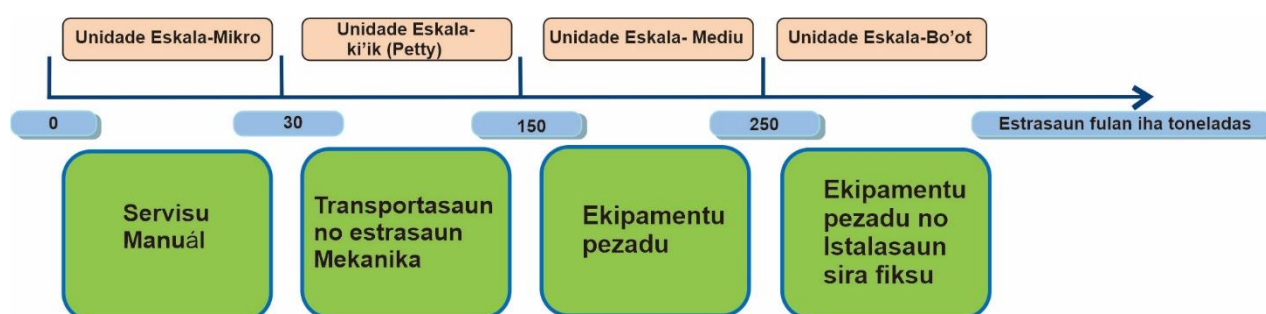 Unidade Eskala-Mikro
Unidade Eskala-
ki'ik (Petty)
Unidade Eskala- Mediu
Unidade Eskala-Bo'ot
0
30
150
250
Estrasaun fulan iha toneladas
Servisu
Manuál
Transportasaun
no estrasaun
Mekanika
Ekipamentu
pezadu
Ekipamentu
pezadu no
Istalasaun
sira fiksu